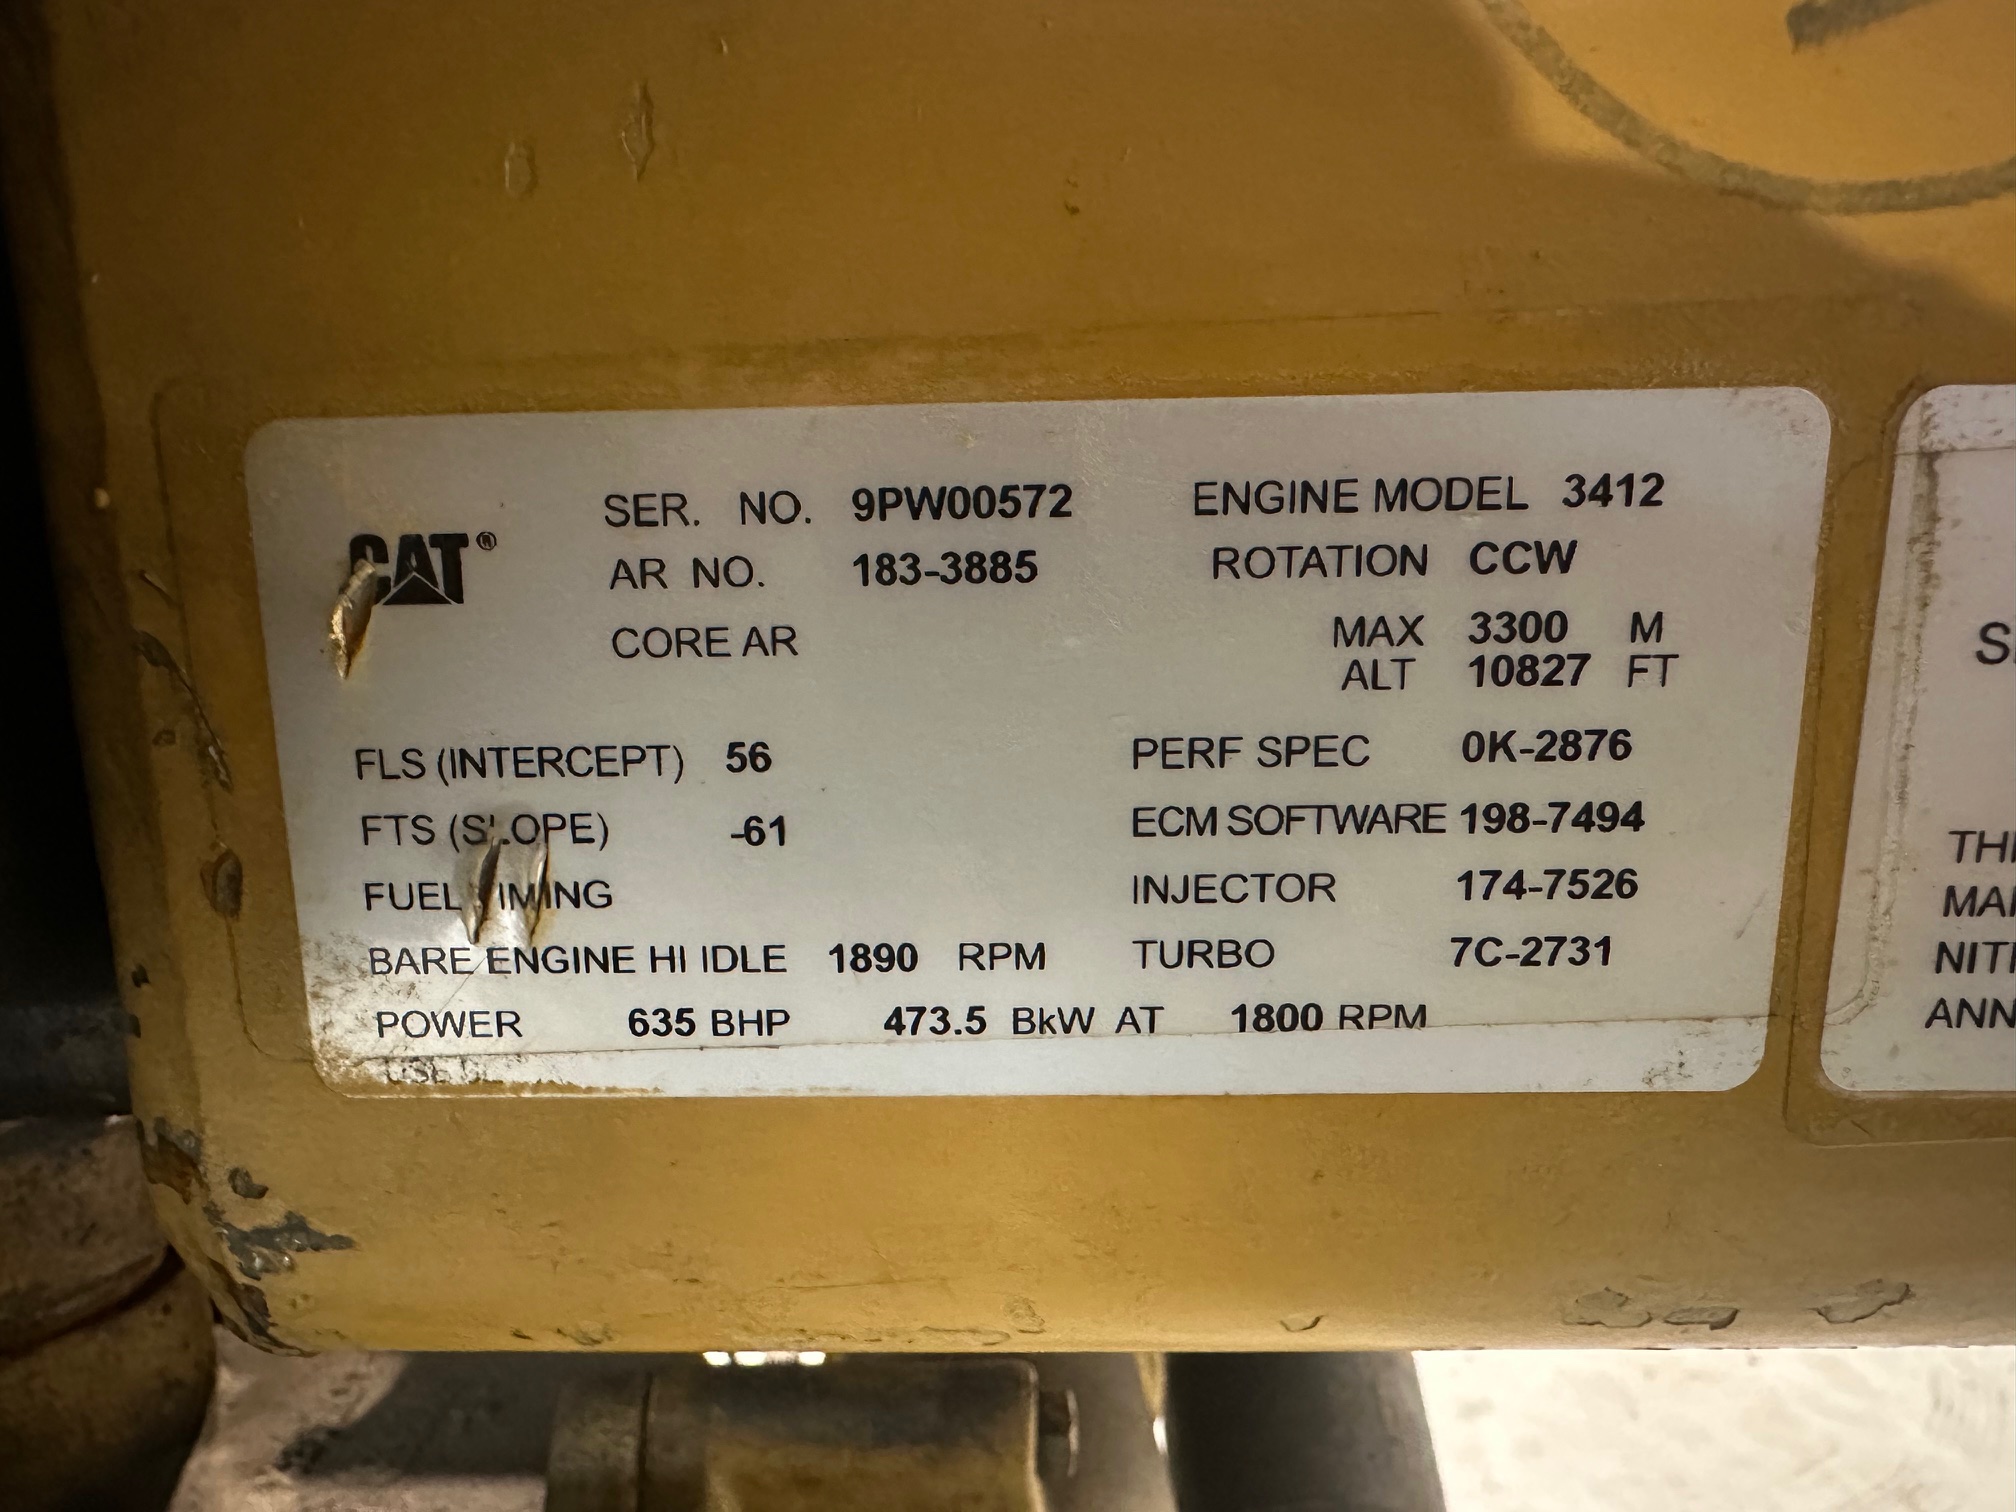 CAT®
SER. NO. 9PW00572 ENGINE MODEL 3412
AR NO. 183-3885 ROTATION CCW
CORE AR MAX 3300 M
ALT 10827 FT
FLS (INTERCEPT) 56 PERF SPEC 0K-2876
FTS (SLOPE) -61 ECM SOFTWARE 198-7494
FUEL TIMING INJECTOR 174-7526
BARE ENGINE HI IDLE 1890 RPM TURBO 7C-2731
POWER 635 BHP 473.5 BkW AT 1800 RPM
USE